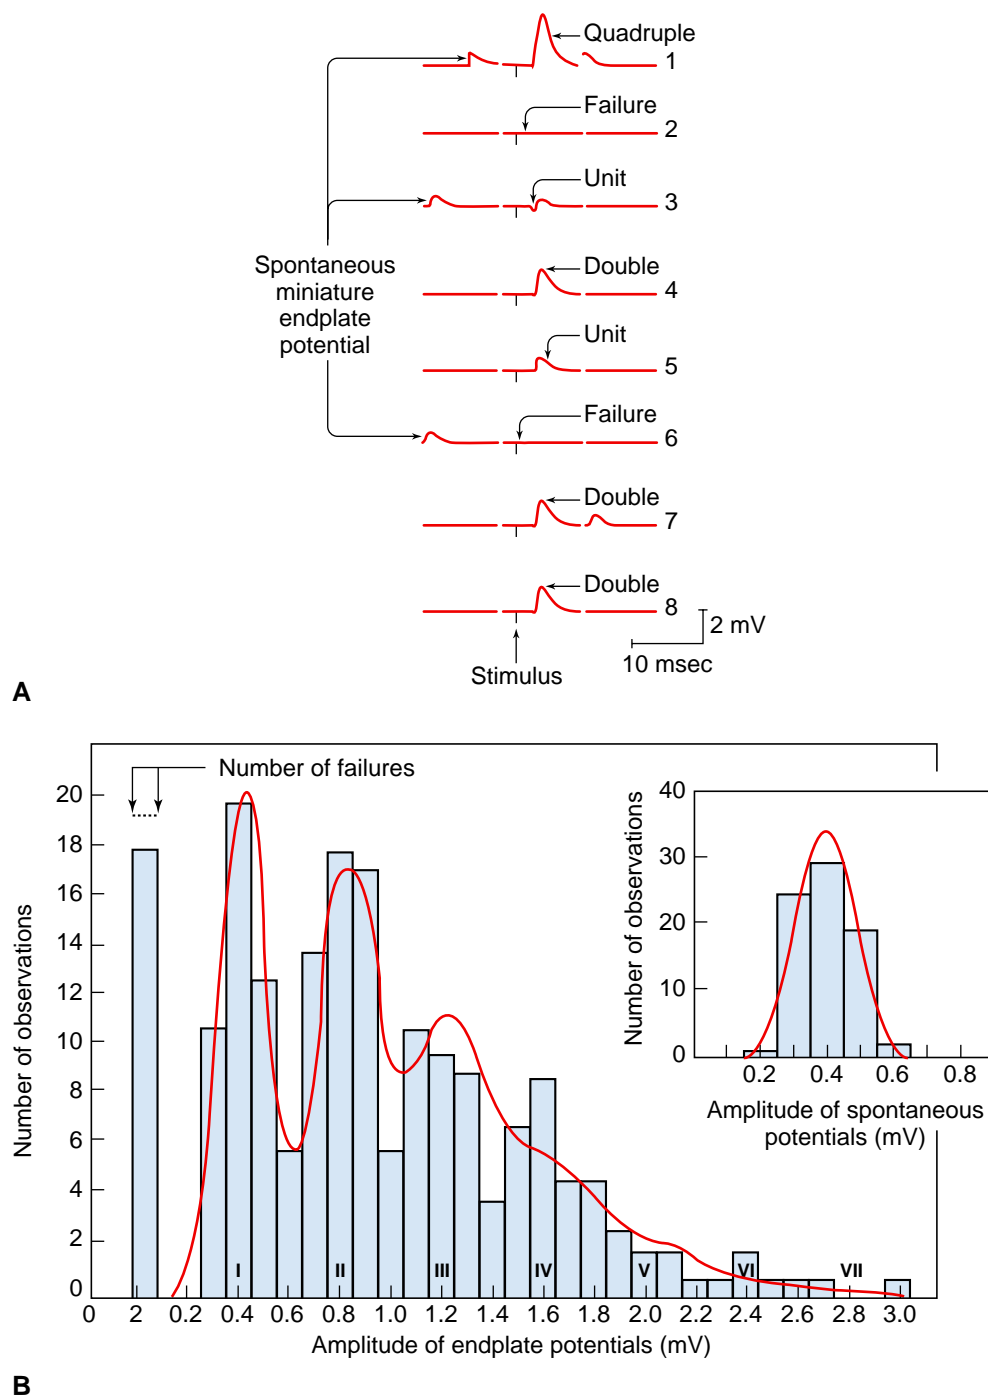 Quadruple
1
Failure
2
Unit
3
Spontaneous
miniature
endplate
potential
Double
4
Unit
5
Failure
6
Double
7
Double
8
2 mV
10 msec
Stimulus
A
Number of failures
Number of observations
20
18
16
14
12
10
8
6
4
2
0
I II III IV V VI VII
0 2 0.2 0.4 0.6 0.8 1.0 1.2 1.4 1.6 1.8 2.0 2.2 2.4 2.6 2.8 3.0
Amplitude of endplate potentials (mV)
Number of observations
40
30
20
10
0
0.2 0.4 0.6 0.8
Amplitude of spontaneous
potentials (mV)
B